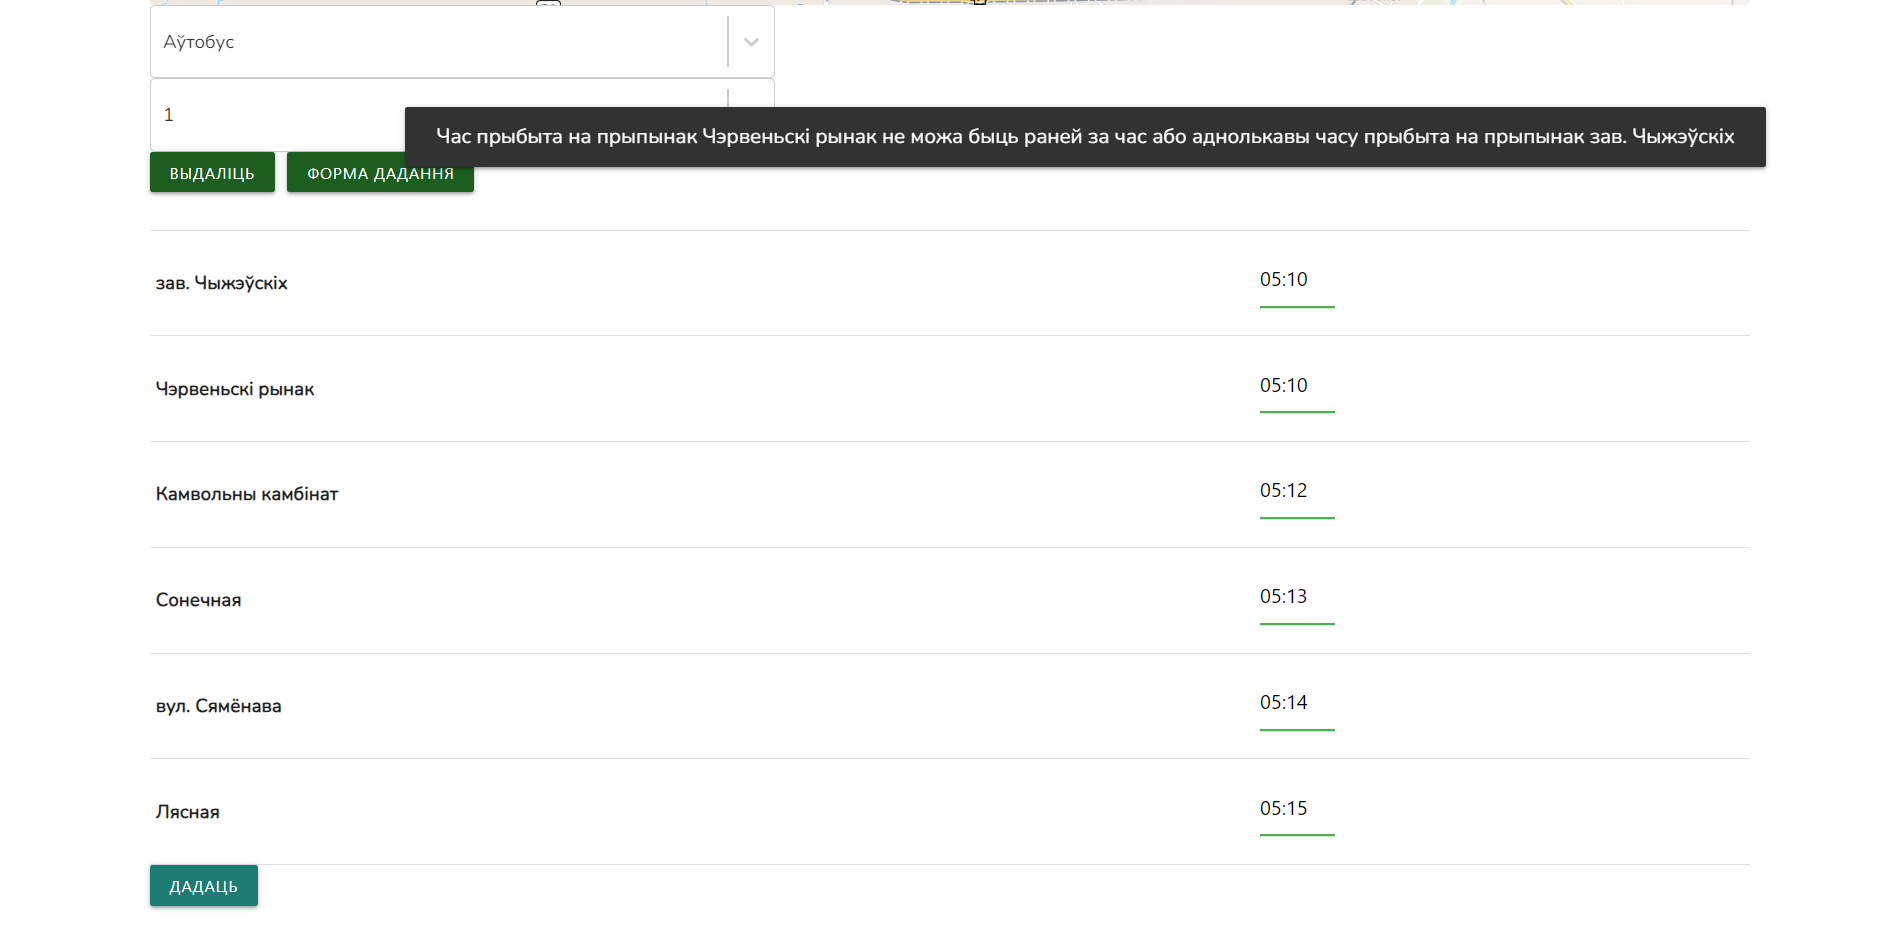 Аўтобус
1
Час прыбыта на прыпынак Чэрвеньскі рынак не можа быць раней за час або аднолькавы часу прыбыта на прыпынак зав. Чыжэўскіх
ВЫДАЛІЦЬ ФОРМА ДАДАННЯ
зав. Чыжэўскіх 05:10
Чэрвеньскі рынак 05:10
Камвольны камбінат 05:12
Сонечная 05:13
вул. Сямёнава 05:14
Лясная 05:15
ДАДАЦЬ